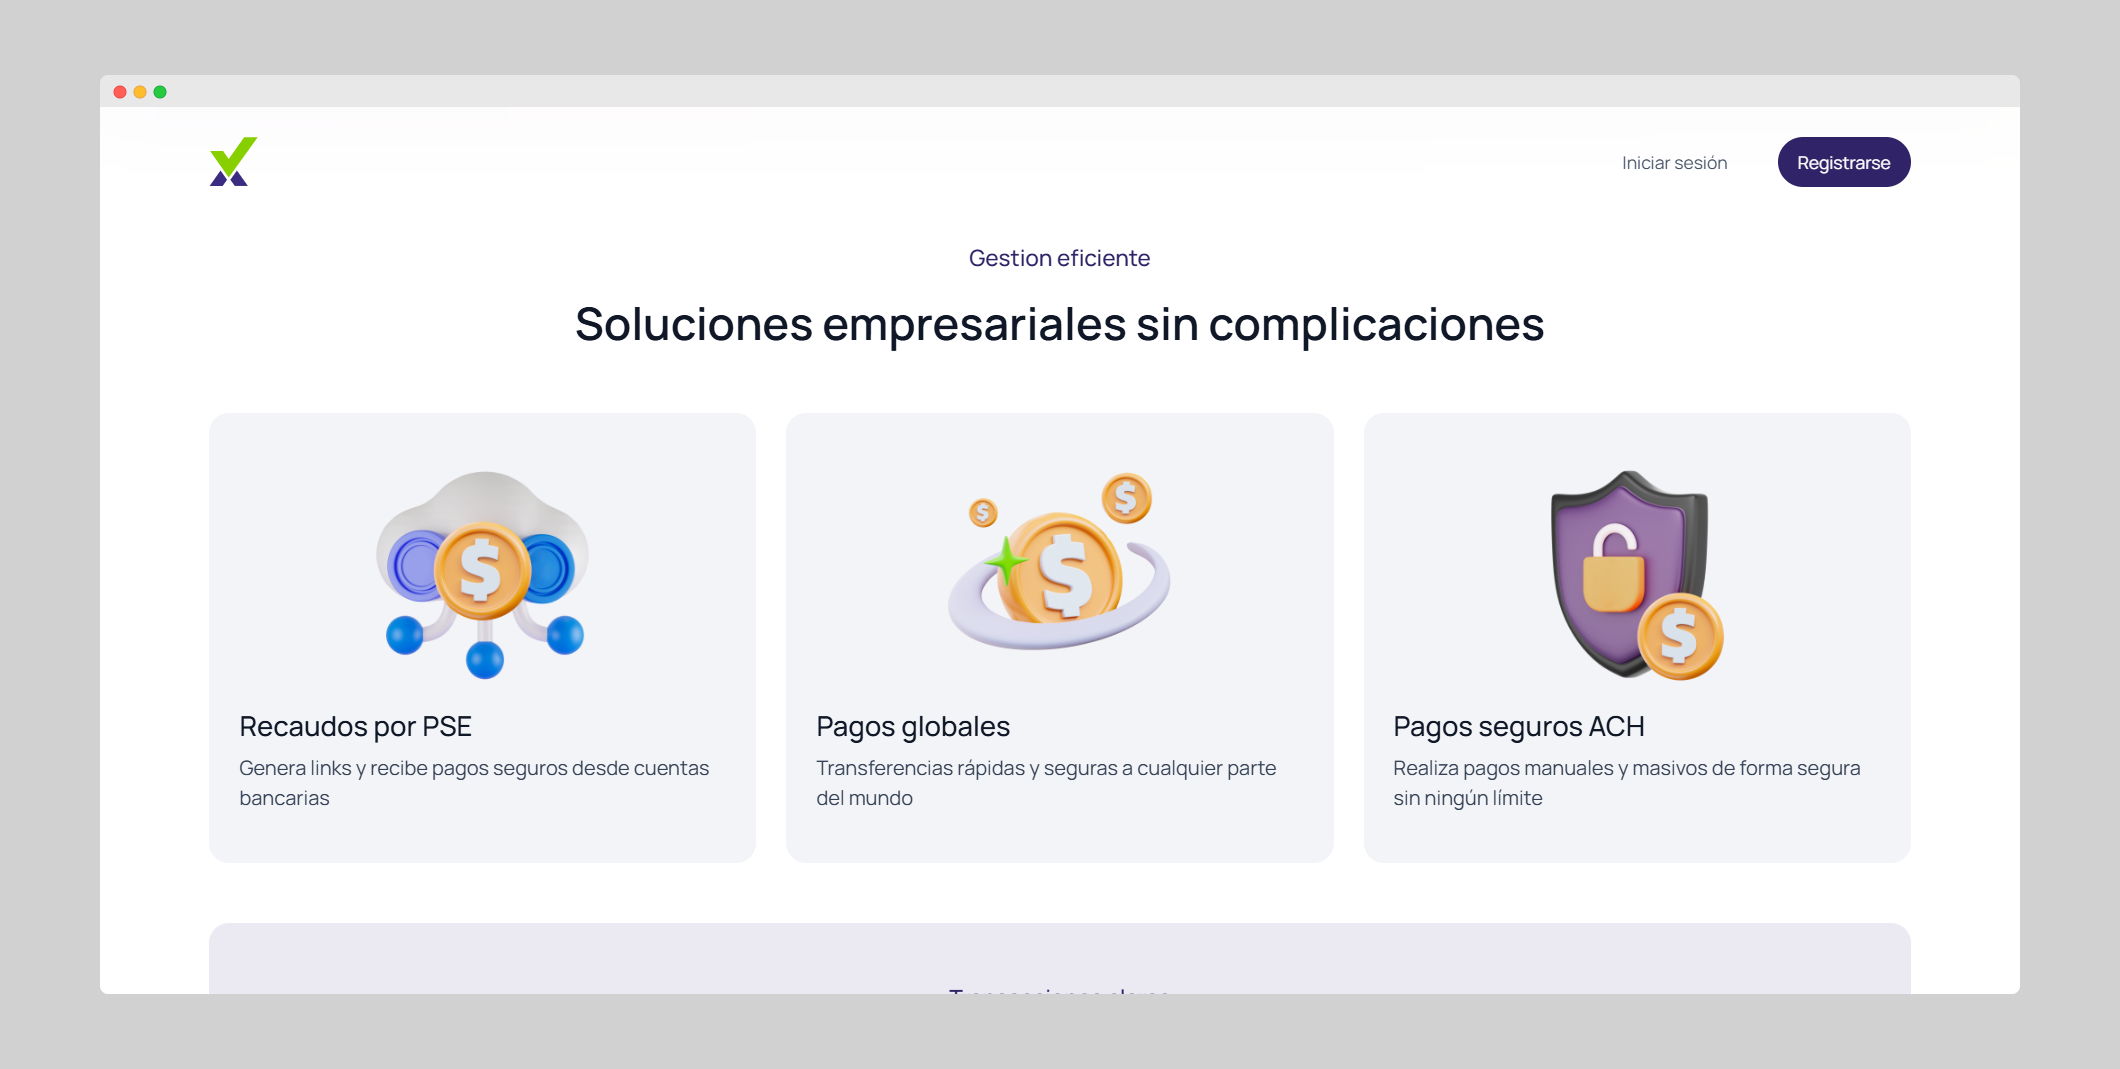 Iniciar sesión
Registrarse
Gestion eficiente
Soluciones empresariales sin complicaciones
Recaudos por PSE
Genera links y recibe pagos seguros desde cuentas
bancarias
Pagos globales
Transferencias rápidas y seguras a cualquier parte
del mundo
Pagos seguros ACH
Realiza pagos manuales y masivos de forma segura
sin ningún límite